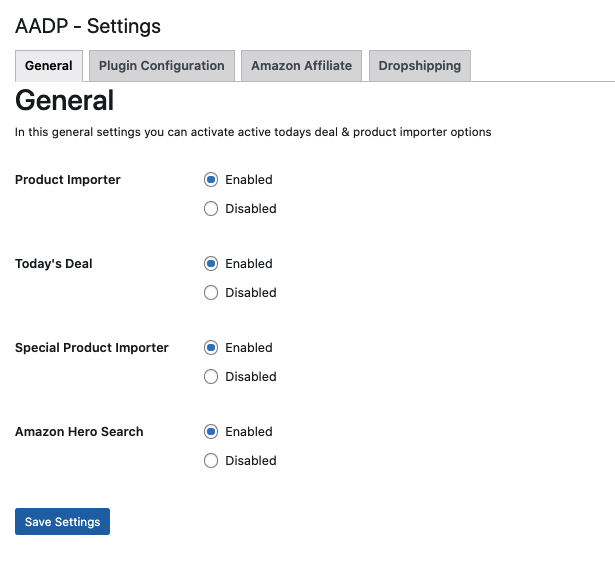 AADP - Settings
General Plugin Configuration Amazon Affiliate Dropshipping
General
In this general settings you can activate active todays deal & product importer options
Product Importer Enabled
Disabled
Today's Deal Enabled
Disabled
Special Product Importer Enabled
Disabled
Amazon Hero Search Enabled
Disabled
Save Settings